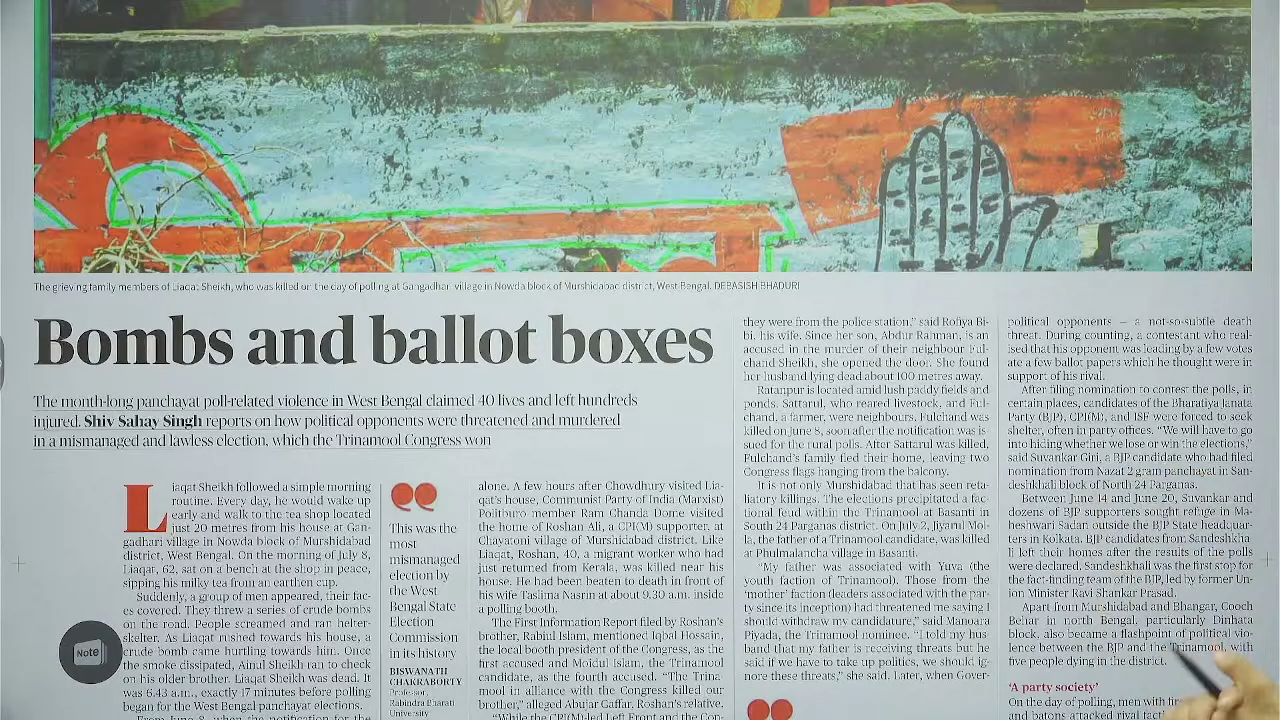 The grieving family members of Liaqat Sheikh, who was killed on the day of polling at Gangadhari village in Nowda block of Murshidabad district, West Bengal. DEBASISH BHADURI
Bombs and ballot boxes
The month-long panchayat poll-related violence in West Bengal claimed 40 lives and left hundreds
injured. Shiv Sahay Singh reports on how political opponents were threatened and murdered
in a mismanaged and lawless election, which the Trinamool Congress won
Liaqat Sheikh followed a simple morning
routine. Every day, he would wake up
early and walk to the tea shop located
just 20 metres from his house at Gan-
gadhari village in Nowda block of Murshidabad
district, West Bengal. On the morning of July 8,
Liaqat, 62, sat on a bench at the shop in peace,
sipping his milky tea from an earthen cup.
Suddenly, a group of men appeared, their fac-
es covered. They threw a series of crude bombs
on the road. People screamed and ran helter-
skelter. As Liaqat rushed towards his house, a
crude bomb came hurtling towards him. Once
the smoke dissipated, Ainul Sheikh ran to check
on his older brother. Liaqat Sheikh was dead. It
was 6.43 a.m., exactly 17 minutes before polling
began for the West Bengal panchayat elections.
From June 8, when the notification for the
Note
This was the
most
mismanaged
election by
the West
Bengal State
Election
Commission
in its history
BISWANATH
CHAKRABORTY
Professor,
Rabindra Bharati
University
alone. A few hours after Chowdhury visited Lia-
qat's house, Communist Party of India (Marxist)
Politburo member Ram Chandra Dome visited
the home of Roshan Ali, a CPI(M) supporter, at
Chayatoni village of Murshidabad district. Like
Liaqat, Roshan, 40, a migrant worker who had
just returned from Kerala, was killed near his
house. He had been beaten to death in front of
his wife Taslima Nasrin at about 9.30 a.m. inside
a polling booth.
The First Information Report filed by Roshan's
brother, Rahul Islam, mentioned Iqbal Hossain,
the local booth president of the Congress, as the
first accused and Moidul Islam, the Trinamool
candidate, as the fourth accused. "The Trina-
mool in alliance with the Congress killed our
brother," alleged Abujar Gaffar, Roshan's relative.
"While the CPI(M)-led Left Front and the Con-
they were from the police station," said Rofiya Bi-
bi, his wife. Since her son, Abdur Rahman, is an
accused in the murder of their neighbour Ful-
chand Sheikh, she opened the door. She found
her husband lying dead about 100 metres away.
Ratanpur is located amid lush paddy fields and
ponds. Sattarul, who reared livestock, and Ful-
chand, a farmer, were neighbours. Fulchand was
killed on June 8, soon after the notification was is-
sued for the rural polls. After Sattarul was killed,
Fulchand's family fled their home, leaving two
Congress flags hanging from the balcony.
It is not only Murshidabad that has seen reta-
liatory killings. The elections precipitated a fac-
tional feud within the Trinamool at Basanti in
South 24 Parganas district. On July 2, Jiyarul Mol-
la, the father of a Trinamool candidate, was killed
at Phulmalancha village in Basanti.
"My father was associated with Yuva (the
youth faction of Trinamool). Those from the
'mother' faction (leaders associated with the par-
ty since its inception) had threatened me saying I
should withdraw my candidature," said Manoara
Piyada, the Trinamool nominee. "I told my hus-
band that my father is receiving threats but he
said if we have to take up politics, we should ig-
nore these threats," she said. Later, when Gover-
political opponents — a not-so-subtle death
threat. During counting, a contestant who real-
ised that his opponent was leading by a few votes
ate a few ballot papers which he thought were in
support of his rival.
After filing nomination to contest the polls, in
certain places, candidates of the Bharatiya Janata
Party (BJP), CPI(M), and ISF were forced to seek
shelter, often in party offices. "We will have to go
into hiding whether we lose or win the elections,"
said Suvankar Giri, a BJP candidate who had filed
nomination from Nazat 2 gram panchayat in San-
deshkhali block of North 24 Parganas.
Between June 14 and June 20, Suvankar and
dozens of BJP supporters sought refuge in Ma-
heshwari Sadan outside the BJP State headquar-
ters in Kolkata. BJP candidates from Sandeshkha-
li left their homes after the results of the polls
were declared. Sandeshkhali was the first stop for
the fact-finding team of the BJP, led by former Un-
ion Minister Ravi Shankar Prasad.
Apart from Murshidabad and Bhangar, Cooch
Behar in north Bengal, particularly Dinhata
block, also became a flashpoint of political vio-
lence between the BJP and the Trinamool, with
five people dying in the district.
'A party society'
On the day of polling, men with
and batons attacked rival